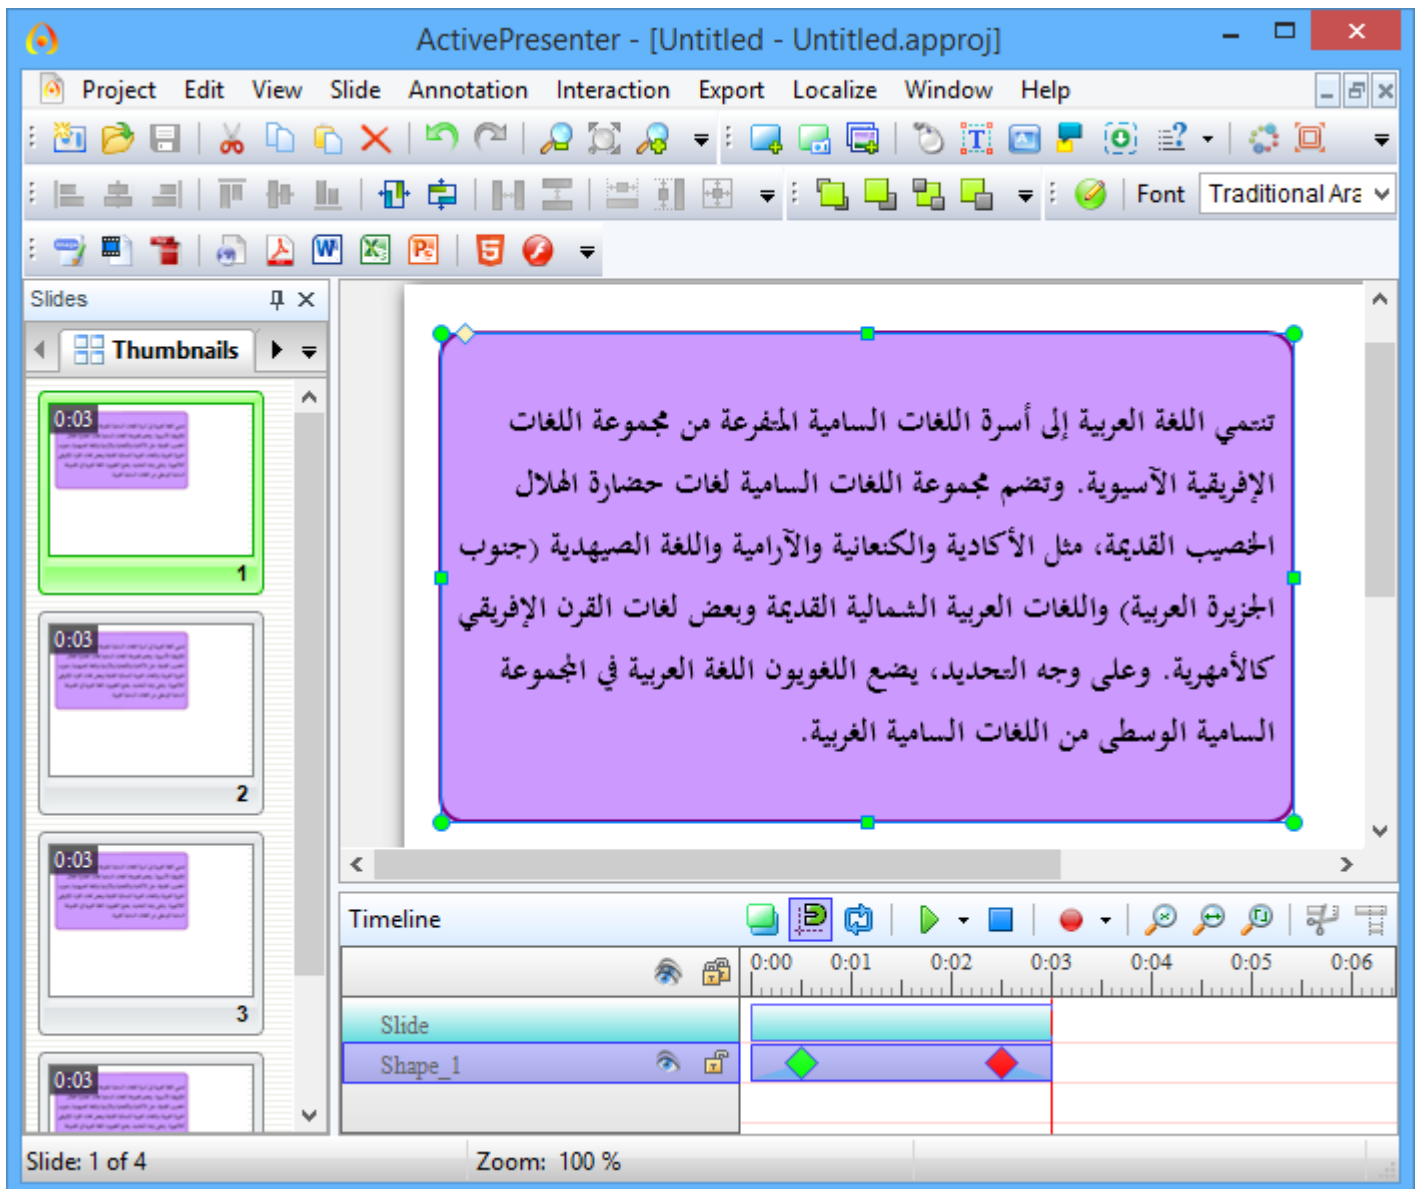 ActivePresenter - [Untitled - Untitled.approj]
Project Edit View Slide Annotation Interaction Export Localize Window Help
Font Traditional Ara
Slides
Thumbnails
0:03
1
0:03
2
0:03
3
0:03
تنتمي اللغة العربية إلى أسرة اللغات السامية المتفرعة من مجموعة اللغات
الإفريقية الآسيوية. وتضم مجموعة اللغات السامية لغات حضارة الهلال
الخصيب القديمة، مثل الأكادية والكنعانية والآرامية واللغة الصيهدية (جنوب
الجزيرة العربية) واللغات العربية الشمالية القديمة وبعض لغات القرن الإفريقي
كالأمهرية. وعلى وجه التحديد، يضع اللغويون اللغة العربية في المجموعة
السامية الوسطى من اللغات السامية الغربية.
Timeline
0:00 0:01 0:02 0:03 0:04 0:05 0:06
Slide
Shape_1
Slide: 1 of 4 Zoom: 100 %